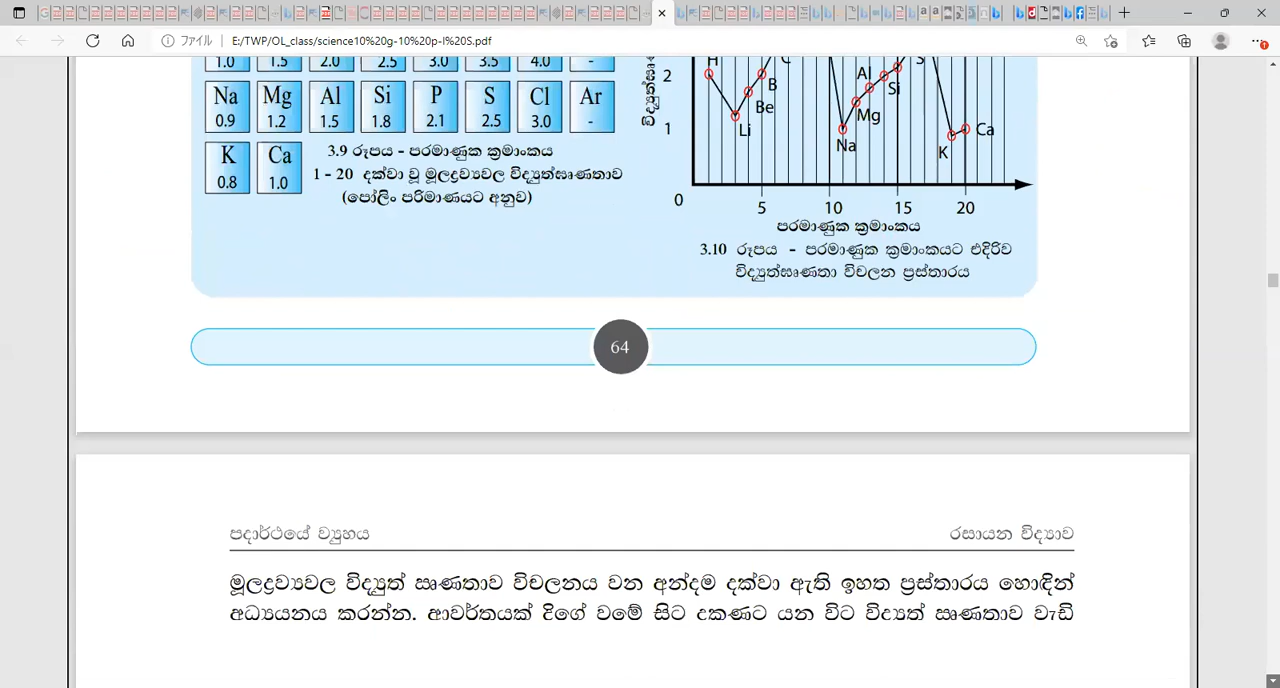 ファイル
E:/TWP/OL_class/science10%20g-10%20p-I%20S.pdf
1.0 1.5 2.0 2.5 3.0 3.5 4.0 -
Na Mg Al Si P S Cl Ar
0.9 1.2 1.5 1.8 2.1 2.5 3.0 -
K Ca
0.8 1.0
3.9 රූපය - පරමාණුක ක්‍රමාංකය
1 - 20 දක්වා වූ මූලද්‍රව්‍යවල විද්‍යුත්ඍණතාව
(පෝලිං පරිමාණයට අනුව)
2
1
0
H
Li
Be
B
C
Na
Mg
Al
Si
S
K
Ca
5 10 15 20
පරමාණුක ක්‍රමාංකය
3.10 රූපය - පරමාණුක ක්‍රමාංකයට එදිරිව
විද්‍යුත්ඍණතා විචලන ප්‍රස්තාරය
64
පදාර්ථයේ ව්‍යුහය රසායන විද්‍යාව
මූලද්‍රව්‍යවල විද්‍යුත් ඍණතාව විචලනය වන අන්දම දක්වා ඇති ඉහත ප්‍රස්තාරය හොඳින්
අධ්‍යයනය කරන්න. ආවර්තයක් දිගේ වමේ සිට දකුණට යන විට විද්‍යුත් ඍණතාව වැඩි